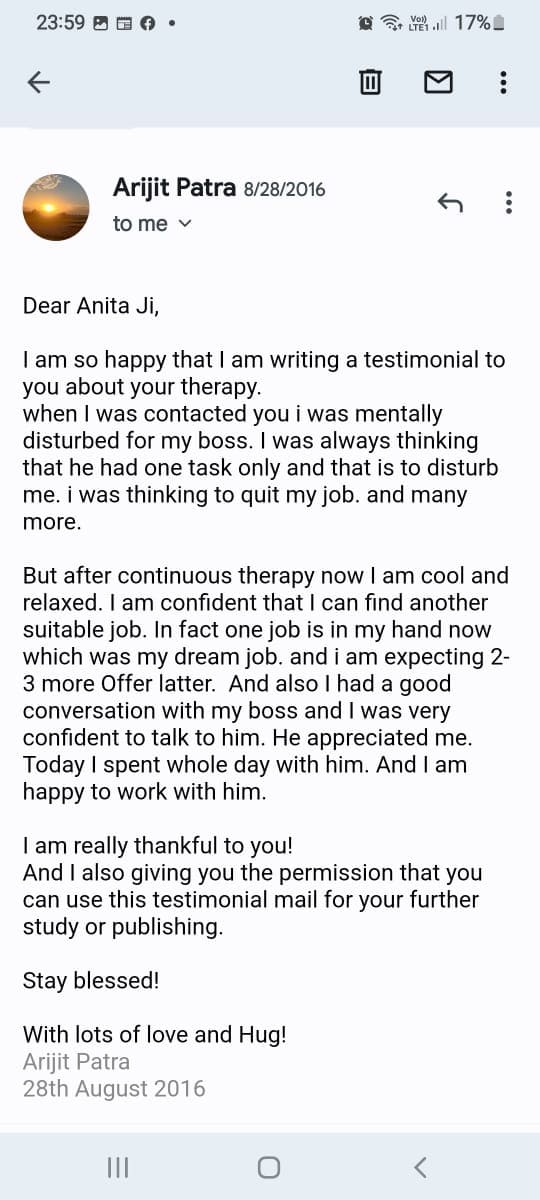 23:59
Vo))
LTE1
17%
Arijit Patra 8/28/2016
to me
Dear Anita Ji,
I am so happy that I am writing a testimonial to
you about your therapy.
when I was contacted you i was mentally
disturbed for my boss. I was always thinking
that he had one task only and that is to disturb
me. i was thinking to quit my job. and many
more.
But after continuous therapy now I am cool and
relaxed. I am confident that I can find another
suitable job. In fact one job is in my hand now
which was my dream job. and i am expecting 2-
3 more Offer latter.  And also I had a good
conversation with my boss and I was very
confident to talk to him. He appreciated me.
Today I spent whole day with him. And I am
happy to work with him.
I am really thankful to you!
And I also giving you the permission that you
can use this testimonial mail for your further
study or publishing.
Stay blessed!
With lots of love and Hug!
Arijit Patra
28th August 2016